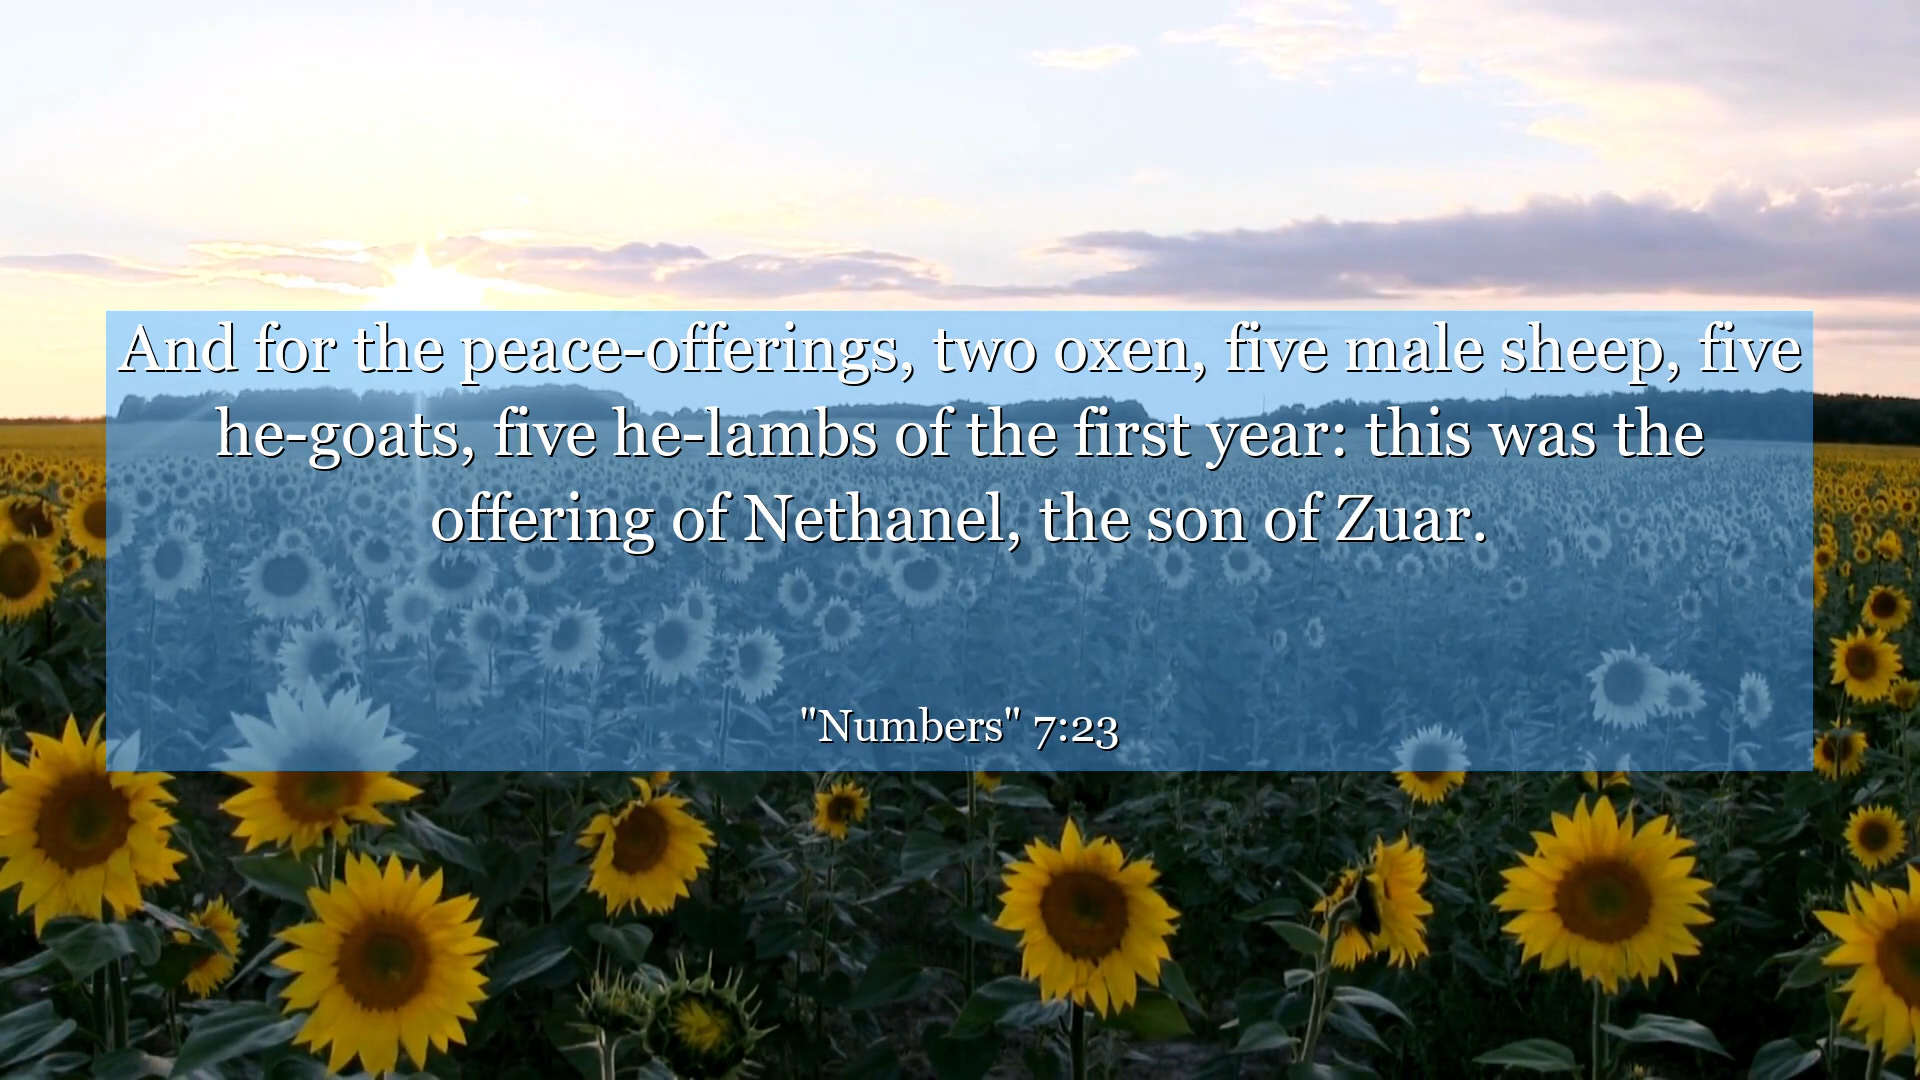 And for the peace-offerings, two oxen, five male sheep, five
he-goats, five he-lambs of the first year: this was the
offering of Nethanel, the son of Zuar.
"Numbers" 7:23